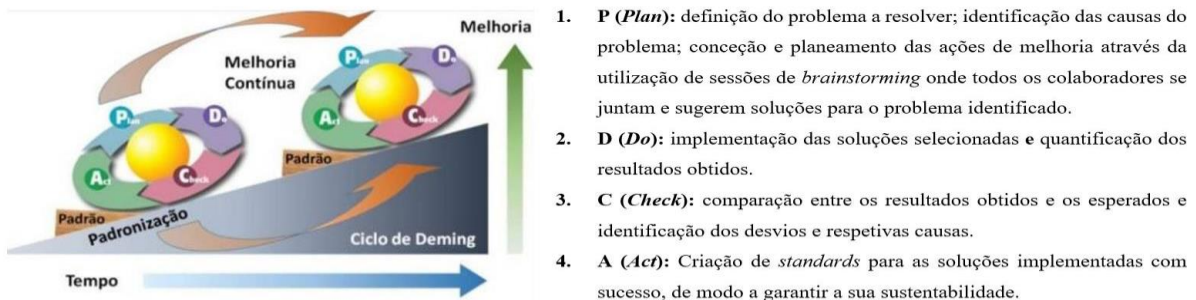 Melhoria
Melhoria
Contínua
Plan
Do
Act
Check
Plan
Do
Act
Check
Padrão
Padrão
Padronização
Ciclo de Deming
Tempo
1. P (Plan): definição do problema a resolver; identificação das causas do
problema; conceção e planeamento das ações de melhoria através da
utilização de sessões de brainstorming onde todos os colaboradores se
juntam e sugerem soluções para o problema identificado.
2. D (Do): implementação das soluções selecionadas e quantificação dos
resultados obtidos.
3. C (Check): comparação entre os resultados obtidos e os esperados e
identificação dos desvios e respetivas causas.
4. A (Act): Criação de standards para as soluções implementadas com
sucesso, de modo a garantir a sua sustentabilidade.